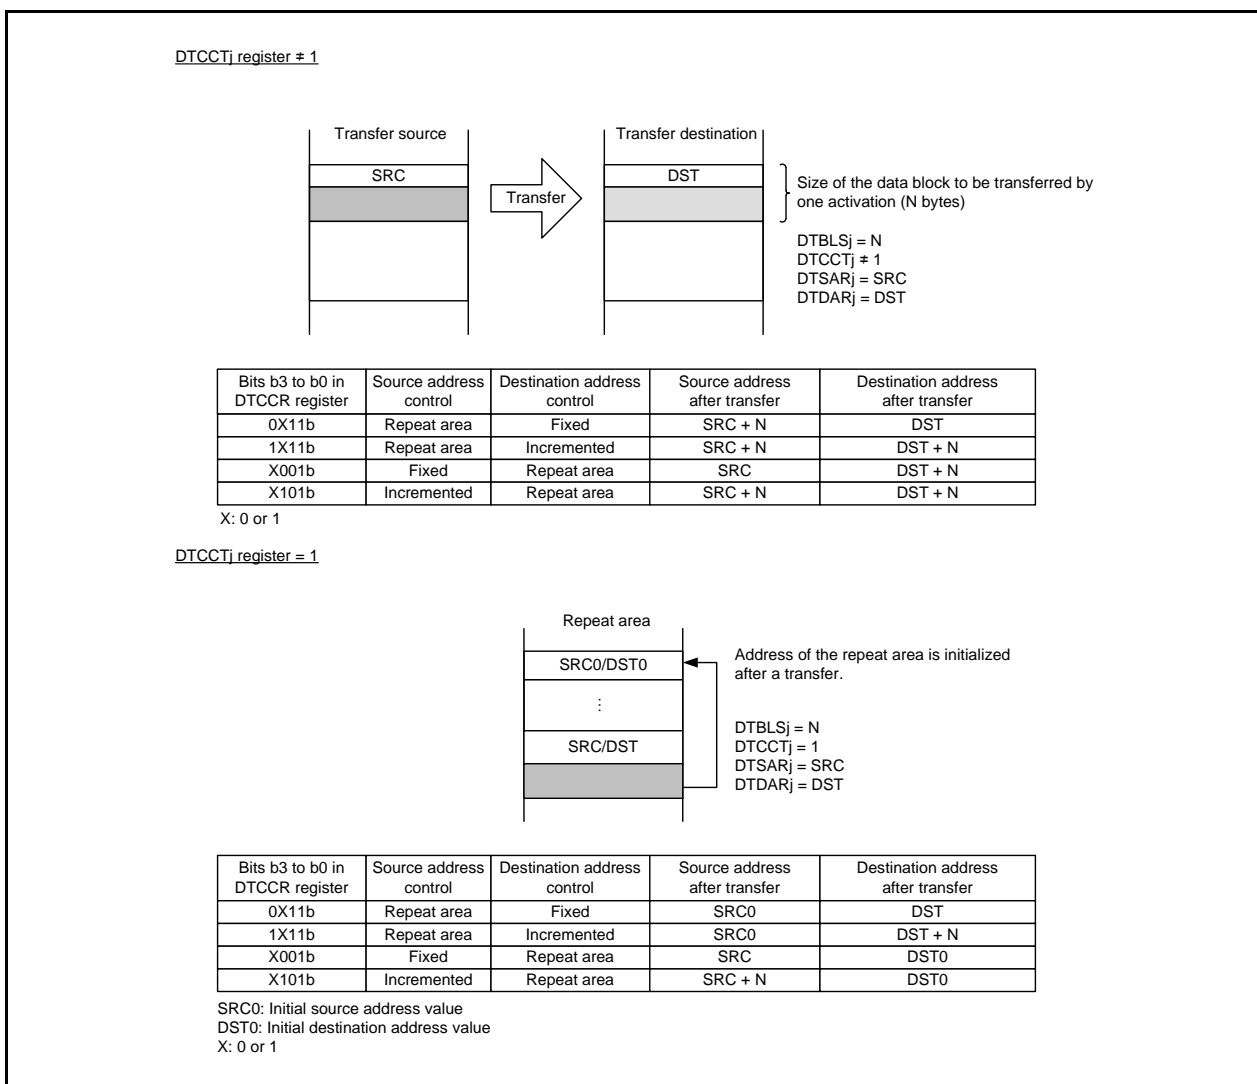 DTCCTj register ≠ 1
Transfer source
Transfer destination
SRC
Transfer
DST
Size of the data block to be transferred by
one activation (N bytes)
DTBLSj = N
DTCCTj ≠ 1
DTSARj = SRC
DTDARj = DST
Bits b3 to b0 in DTCCR register | Source address control | Destination address control | Source address after transfer | Destination address after transfer
0X11b | Repeat area | Fixed | SRC + N | DST
1X11b | Repeat area | Incremented | SRC + N | DST + N
X001b | Fixed | Repeat area | SRC | DST + N
X101b | Incremented | Repeat area | SRC + N | DST + N
X: 0 or 1
DTCCTj register = 1
Repeat area
SRC0/DST0
⋮
SRC/DST
Address of the repeat area is initialized
after a transfer.
DTBLSj = N
DTCCTj = 1
DTSARj = SRC
DTDARj = DST
Bits b3 to b0 in DTCCR register | Source address control | Destination address control | Source address after transfer | Destination address after transfer
0X11b | Repeat area | Fixed | SRC0 | DST
1X11b | Repeat area | Incremented | SRC0 | DST + N
X001b | Fixed | Repeat area | SRC | DST0
X101b | Incremented | Repeat area | SRC + N | DST0
SRC0: Initial source address value
DST0: Initial destination address value
X: 0 or 1